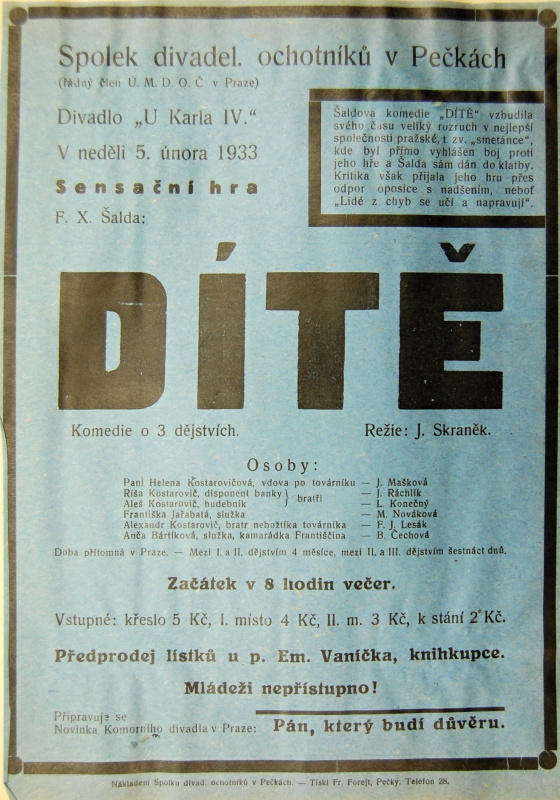 Spolek divadel. ochotníků v Pečkách
(řádný člen Ú. M. D. O. Č. v Praze)
Divadlo „U Karla IV.“
V neděli 5. února 1933
Sensační hra
F. X. Šalda:
Šaldova komedie „DÍTĚ“ vzbudila
svého času veliký rozruch v nejlepší
společnosti pražské, t. zv. „smetánce“,
kde byl přímo vyhlášen boj proti
jeho hře a Šalda sám dán do klatby.
Kritika však přijala jeho hru přes
odpor oposice s nadšením, neboť
„Lidé z chyb se učí a napravují“.
DÍTĚ
Komedie o 3 dějstvích.
Režie: J. Skraněk.
Osoby:
Paní Helena Kostarovičová, vdova po továrníku — J. Mašková
Ríša Kostarovič, disponent banky } bratři — J. Ráchlík
Aleš Kostarovič, hudebník } — L. Konečný
Františka Jařabatá, služka — M. Nováková
Alexandr Kostarovič, bratr nebožtíka továrníka — F. J. Lesák
Anča Bártíková, služka, kamarádka Františčina — B. Čechová
Doba přítomná v Praze. — Mezi I. a II. dějstvím 4 měsíce, mezi II. a III. dějstvím šestnáct dnů.
Začátek v 8 hodin večer.
Vstupné: křeslo 5 Kč, I. místo 4 Kč, II. m. 3 Kč, k stání 2 Kč.
Předprodej lístků u p. Em. Vaníčka, knihkupce.
Mládeži nepřístupno!
Připravuje se
Novinka Komorního divadla v Praze: Pán, který budí důvěru.
Nákladem Spolku divad. ochotníků v Pečkách. — Tiskl Fr. Forejt, Pečky. Telefon 28.